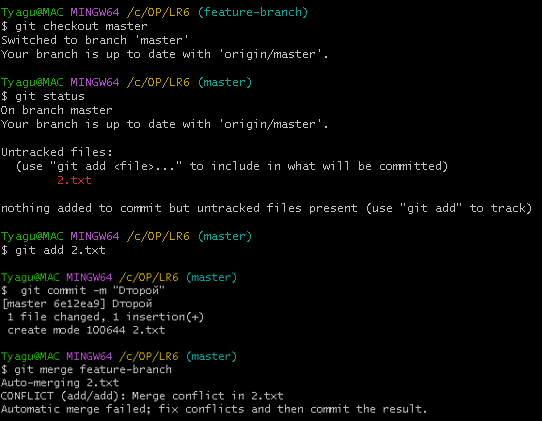 Tyagu@MAC MINGW64 /c/OP/LR6 (feature-branch)
$ git checkout master
Switched to branch 'master'
Your branch is up to date with 'origin/master'.
Tyagu@MAC MINGW64 /c/OP/LR6 (master)
$ git status
On branch master
Your branch is up to date with 'origin/master'.
Untracked files:
(use "git add <file>..." to include in what will be committed)
2.txt
nothing added to commit but untracked files present (use "git add" to track)
Tyagu@MAC MINGW64 /c/OP/LR6 (master)
$ git add 2.txt
Tyagu@MAC MINGW64 /c/OP/LR6 (master)
$ git commit -m "Dторой"
[master 6e12ea9] Dторой
1 file changed, 1 insertion(+)
create mode 100644 2.txt
Tyagu@MAC MINGW64 /c/OP/LR6 (master)
$ git merge feature-branch
Auto-merging 2.txt
CONFLICT (add/add): Merge conflict in 2.txt
Automatic merge failed; fix conflicts and then commit the result.